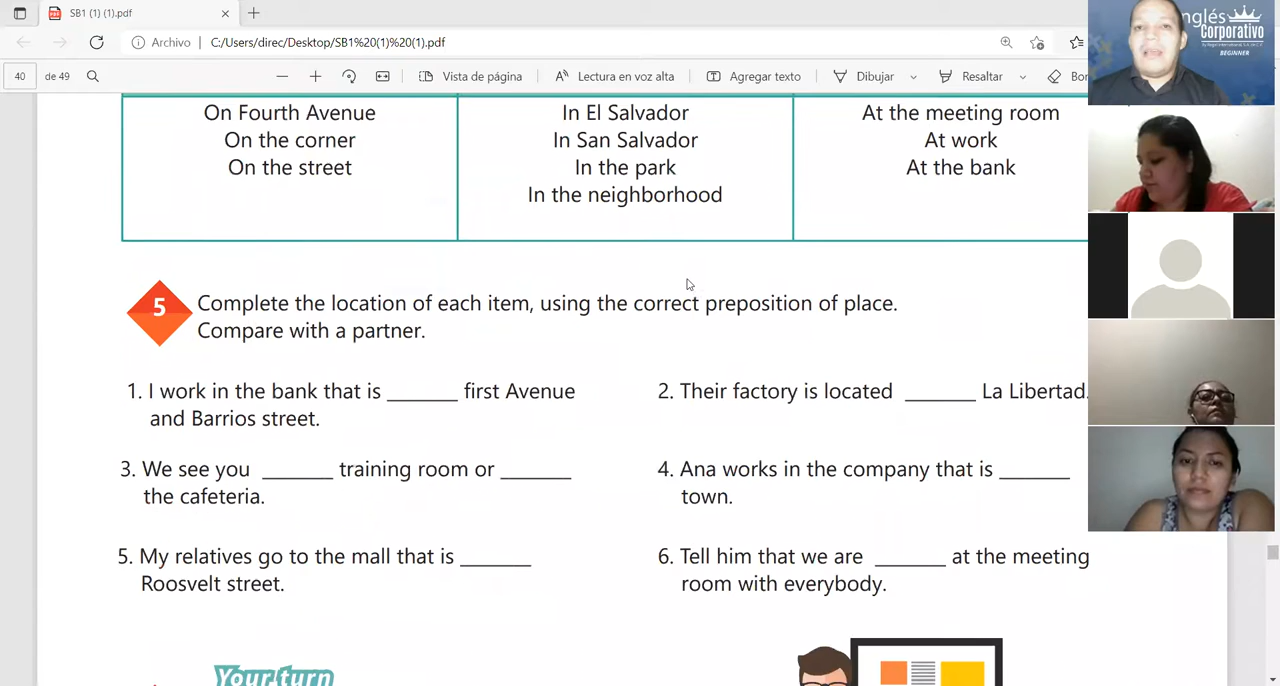 SB1 (1) (1).pdf
Archivo
C:/Users/direc/Desktop/SB1%20(1)%20(1).pdf
40
de 49
Vista de página
Lectura en voz alta
Agregar texto
Dibujar
Resaltar
Inglés
Corporativo
BEGINNER
On Fourth Avenue
On the corner
On the street
In El Salvador
In San Salvador
In the park
In the neighborhood
At the meeting room
At work
At the bank
5
Complete the location of each item, using the correct preposition of place.
Compare with a partner.
1. I work in the bank that is _______ first Avenue
and Barrios street.
2. Their factory is located _______ La Libertad.
3. We see you _______ training room or _______
the cafeteria.
4. Ana works in the company that is _______
town.
5. My relatives go to the mall that is _______
Roosvelt street.
6. Tell him that we are _______ at the meeting
room with everybody.
Your turn